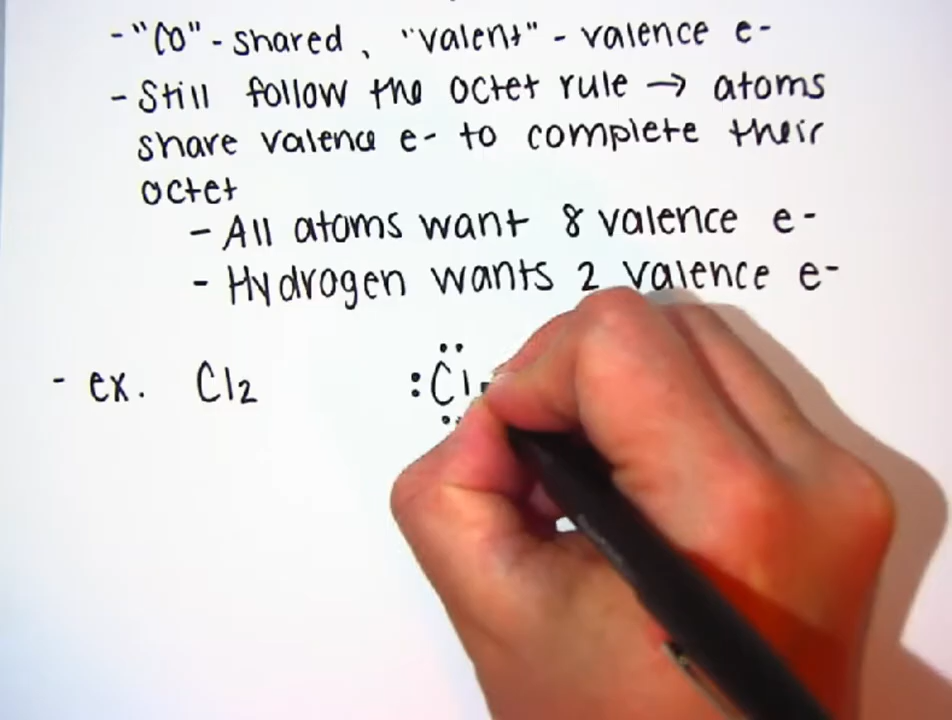 - "CO" - shared, "valent" - valence e-
- Still follow the octet rule → atoms
share valence e- to complete their
octet
- All atoms want 8 valence e-
- Hydrogen wants 2 valence e-
- ex. Cl2 :Cl